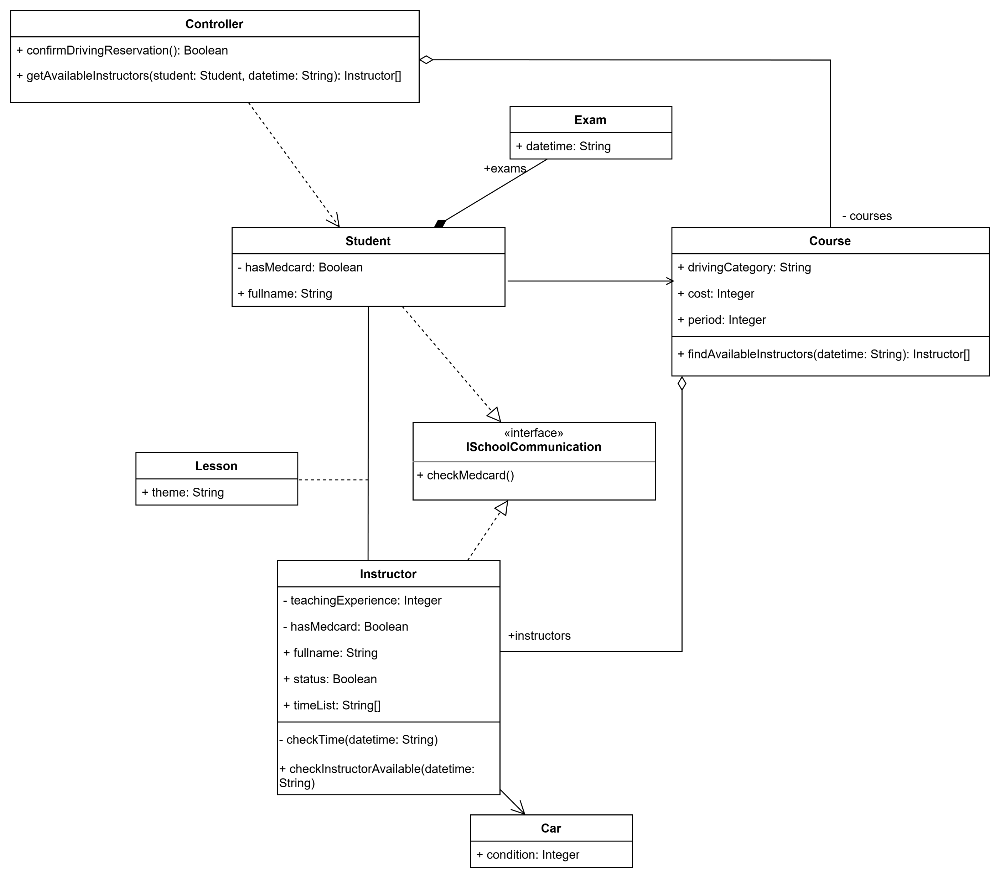 Controller
+ confirmDrivingReservation(): Boolean
+ getAvailableInstructors(student: Student, datetime: String): Instructor[]
Exam
+ datetime: String
+exams
- courses
Student
- hasMedcard: Boolean
+ fullname: String
Course
+ drivingCategory: String
+ cost: Integer
+ period: Integer
+ findAvailableInstructors(datetime: String): Instructor[]
«interface»
ISchoolCommunication
+ checkMedcard()
Lesson
+ theme: String
Instructor
- teachingExperience: Integer
- hasMedcard: Boolean
+ fullname: String
+ status: Boolean
+ timeList: String[]
- checkTime(datetime: String)
+ checkInstructorAvailable(datetime:
String)
+instructors
Car
+ condition: Integer